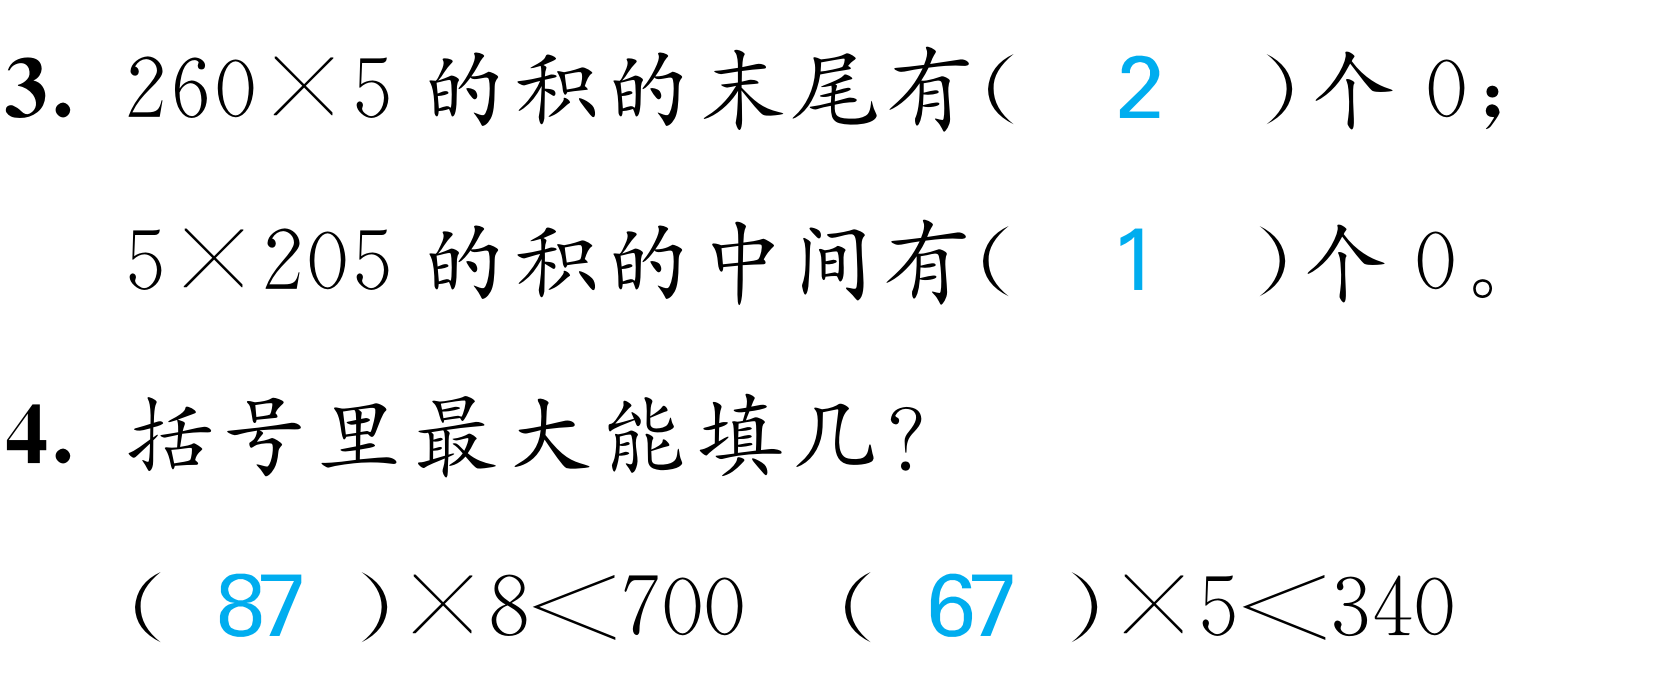 3. 260×5 的积的末尾有( 2 )个 0;
5×205 的积的中间有( 1 )个 0。
4. 括号里最大能填几?
( 87 )×8<700 ( 67 )×5<340